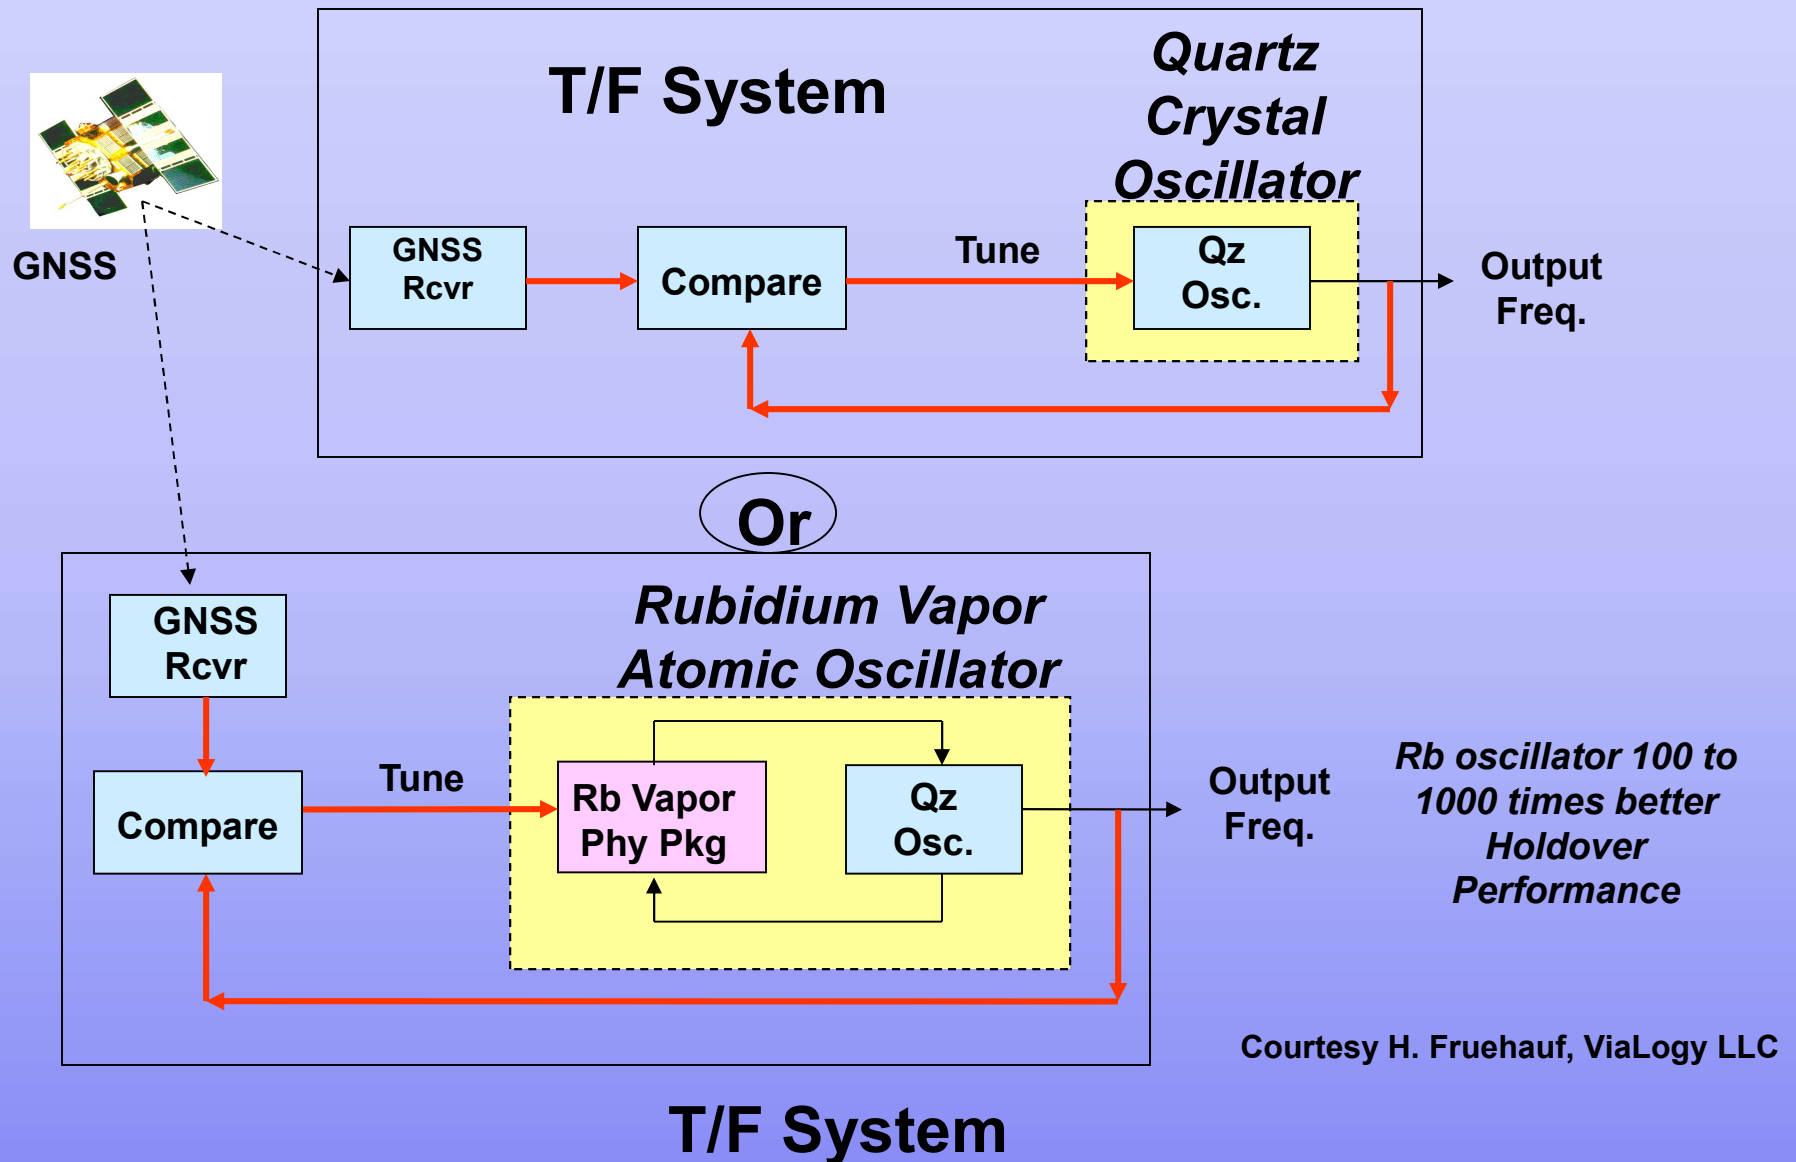 T/F System
Quartz
Crystal
Oscillator
GNSS
GNSS
Rcvr
Compare
Tune
Qz
Osc.
Output
Freq.
Or
Rubidium Vapor
Atomic Oscillator
GNSS
Rcvr
Compare
Tune
Rb Vapor
Phy Pkg
Qz
Osc.
Output
Freq.
Rb oscillator 100 to
1000 times better
Holdover
Performance
Courtesy H. Fruehauf, ViaLogy LLC
T/F System